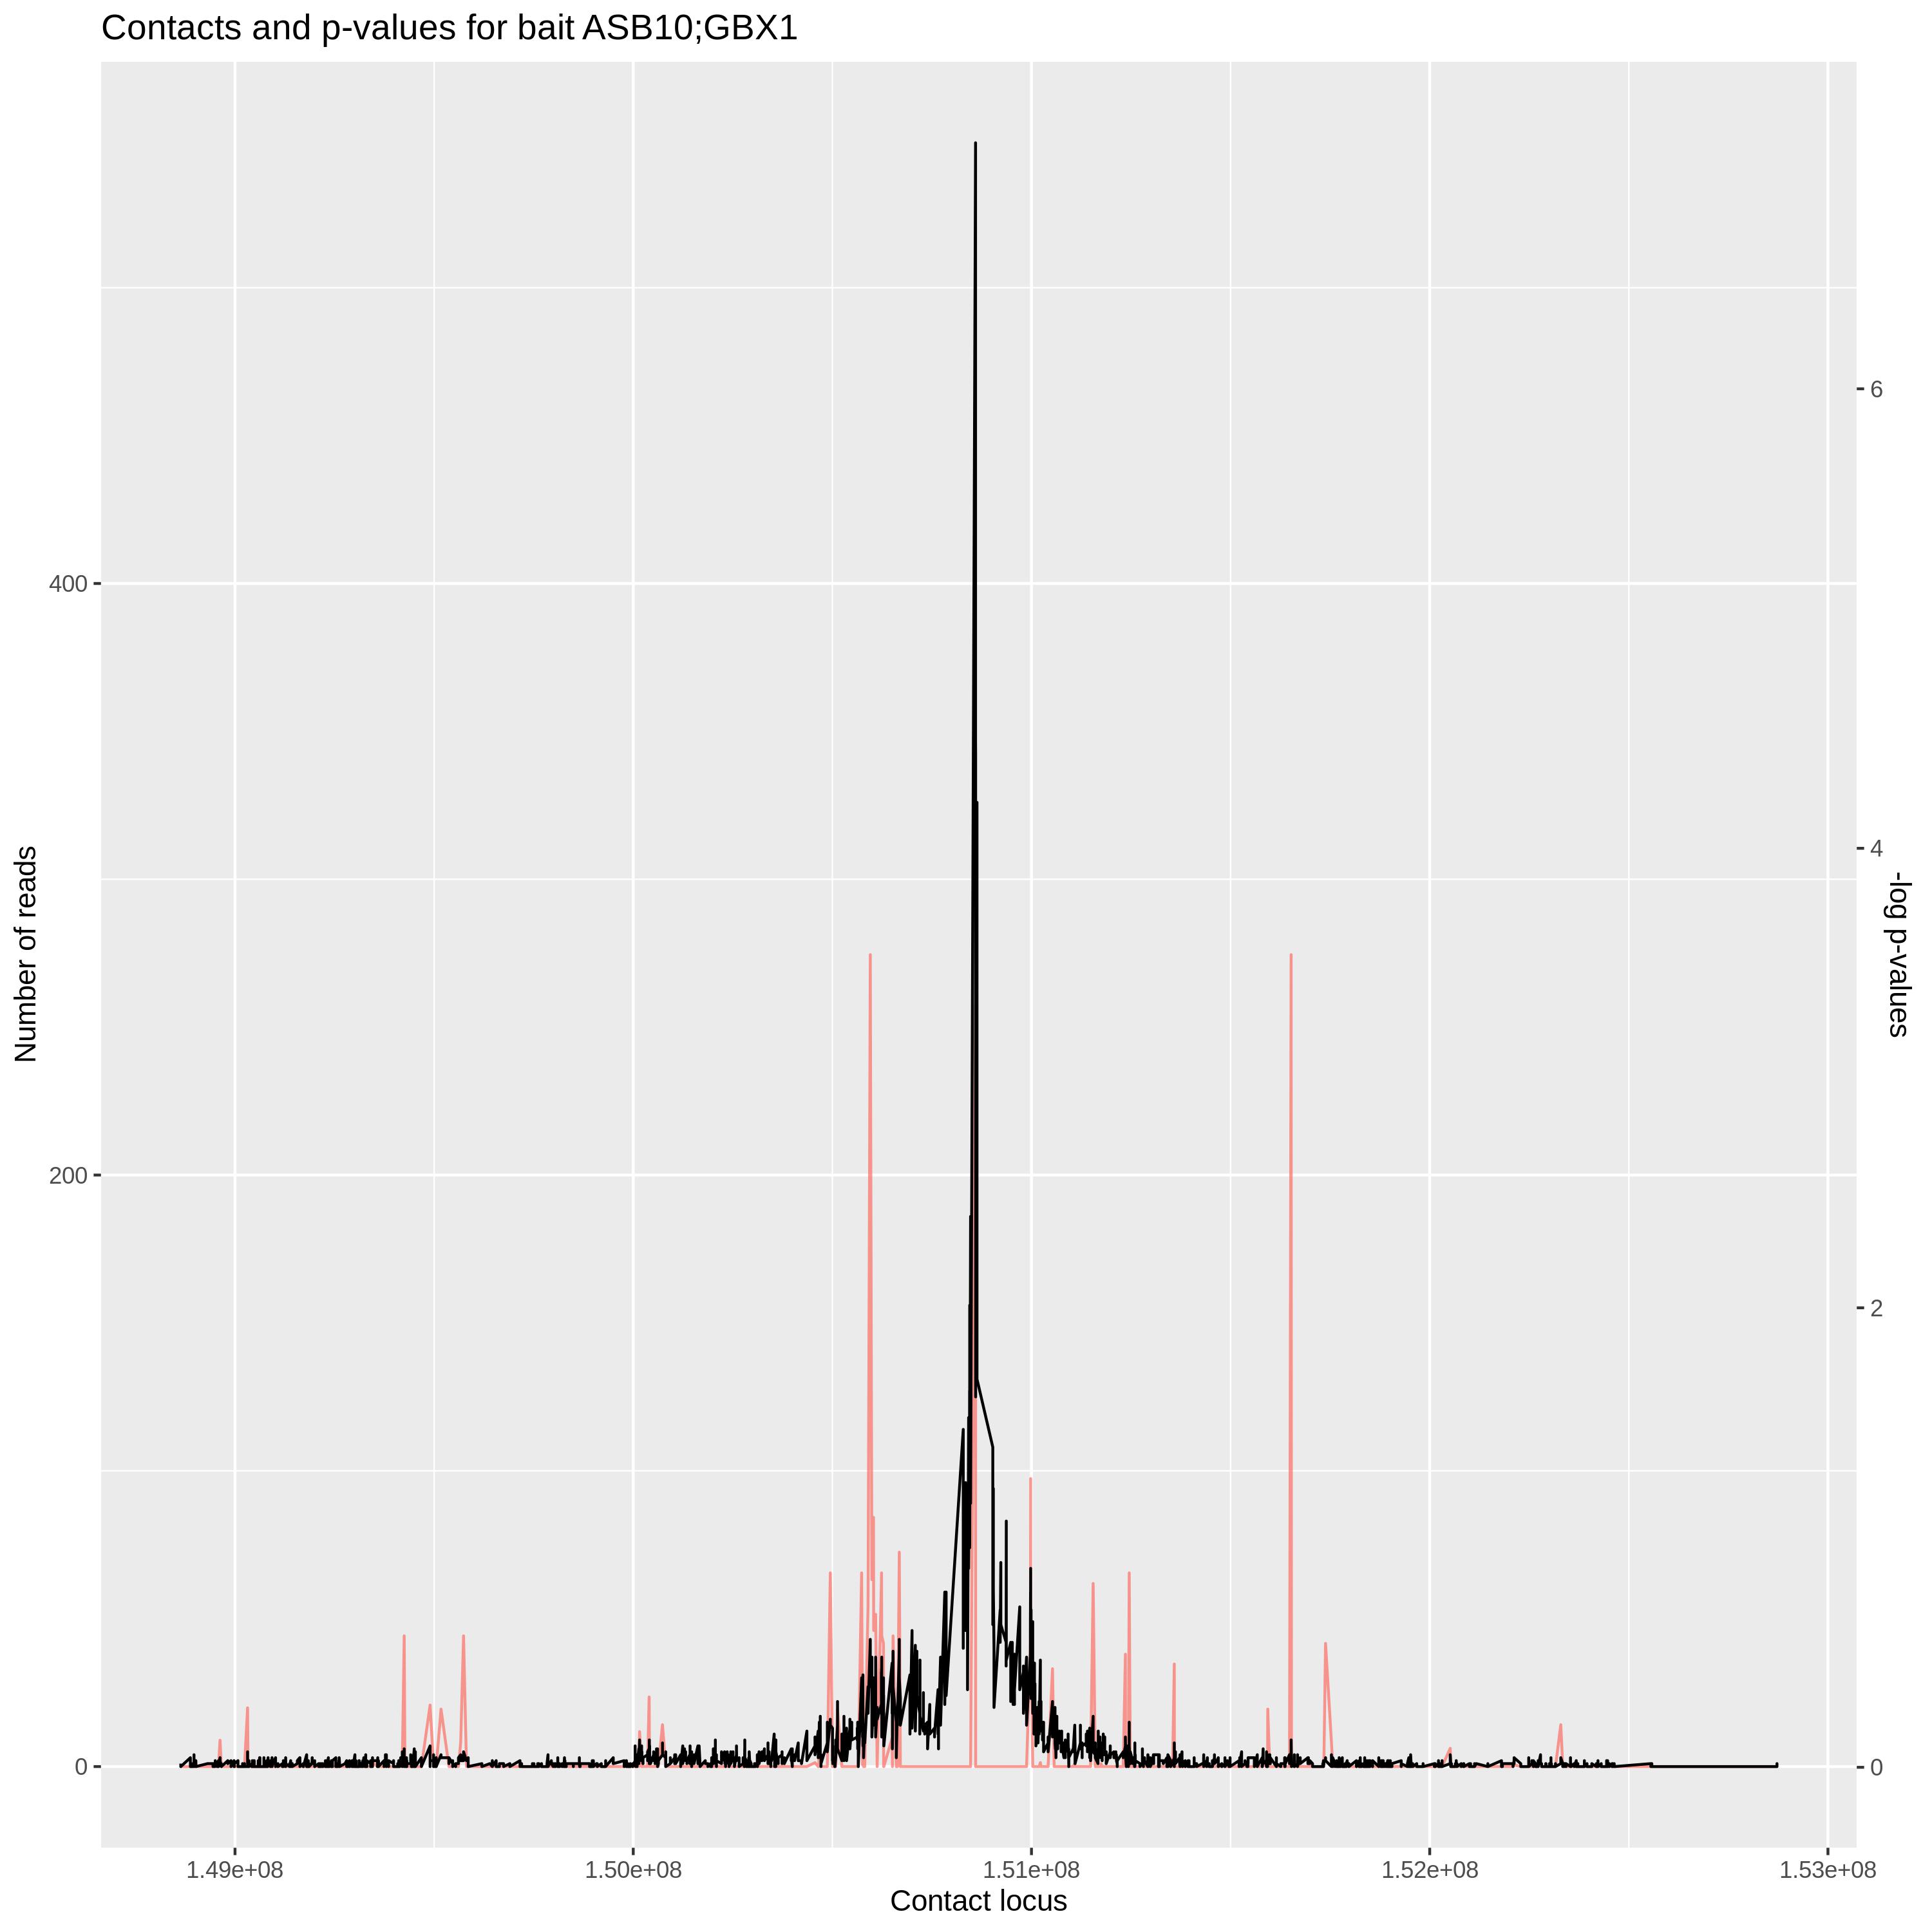 Contacts and p-values for bait ASB10;GBX1
Number of reads
400
200
0
6
4
2
0
-log p-values
1.49e+08
1.50e+08
1.51e+08
1.52e+08
1.53e+08
Contact locus